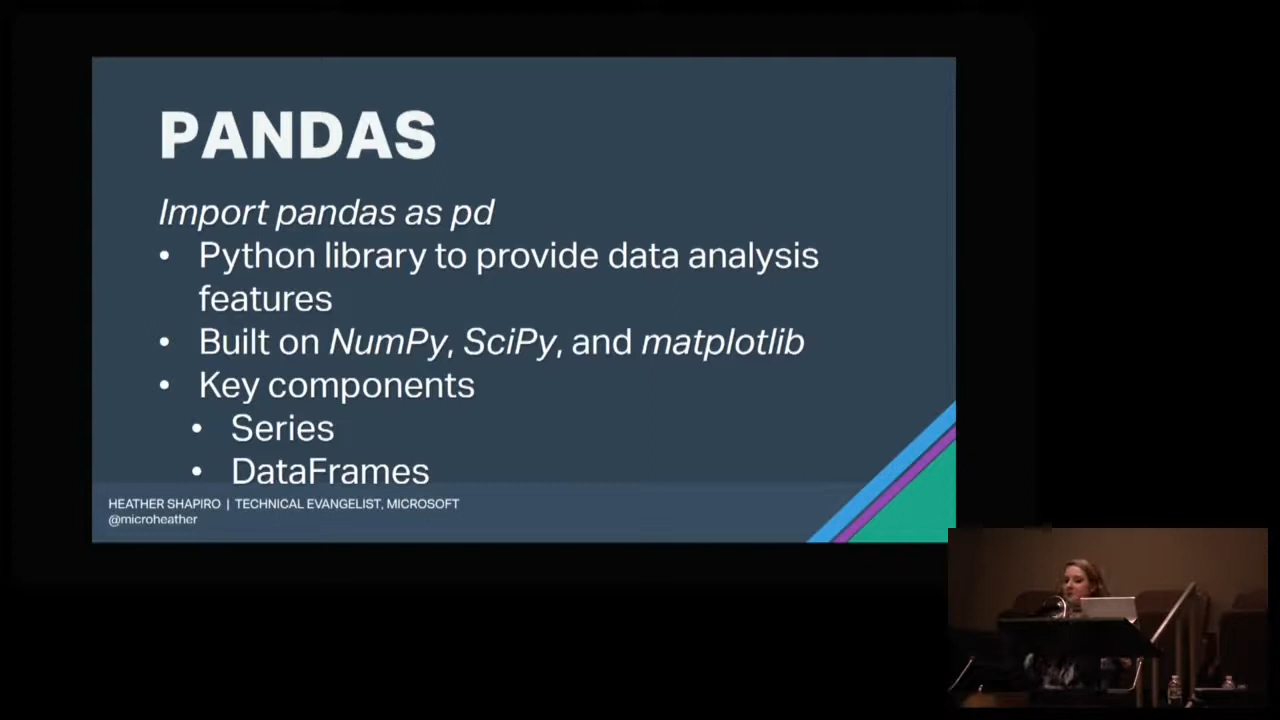 PANDAS
Import pandas as pd
• Python library to provide data analysis
features
• Built on NumPy, SciPy, and matplotlib
• Key components
• Series
• DataFrames
HEATHER SHAPIRO | TECHNICAL EVANGELIST, MICROSOFT
@microheather